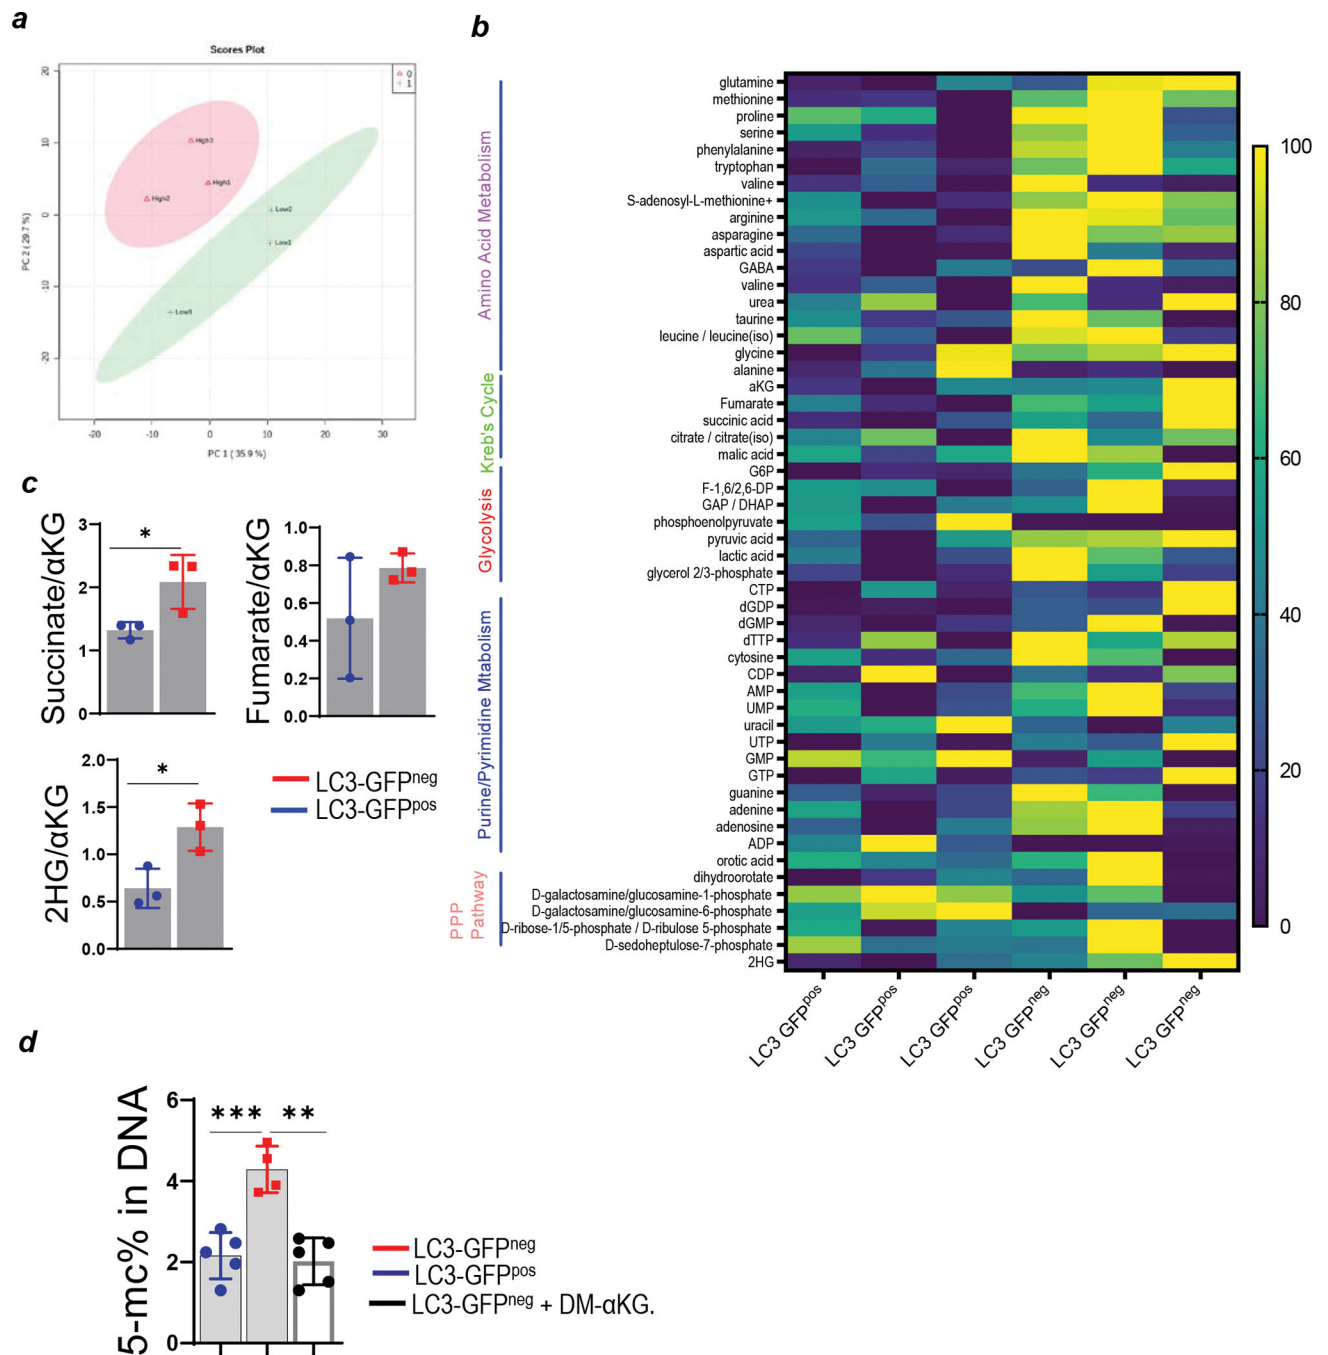 a
Scores Plot
0
1
20
10
0
-10
-20
PC 2 ( 29.7 %)
High3
High1
High2
Low2
Low1
-20
-10
0
10
20
30
PC 1 ( 35.9 %)
b
Amino Acid Metabolism
Kreb's Cycle
Glycolysis
Purine/Pyrimidine Mtabolism
PPP
Pathway
glutamine
methionine
proline
serine
phenylalanine
tryptophan
valine
S-adenosyl-L-methionine+
arginine
asparagine
aspartic acid
GABA
valine
urea
taurine
leucine / leucine(iso)
glycine
alanine
aKG
Fumarate
succinic acid
citrate / citrate(iso)
malic acid
G6P
F-1,6/2,6-DP
GAP / DHAP
phosphoenolpyruvate
pyruvic acid
lactic acid
glycerol 2/3-phosphate
CTP
dGDP
dGMP
dTTP
cytosine
CDP
AMP
UMP
uracil
UTP
GMP
GTP
guanine
adenine
adenosine
ADP
orotic acid
dihydroorotate
D-galactosamine/glucosamine-1-phosphate
D-galactosamine/glucosamine-6-phosphate
D-ribose-1/5-phosphate / D-ribulose 5-phosphate
D-sedoheptulose-7-phosphate
2HG
LC3 GFPpos
LC3 GFPpos
LC3 GFPpos
LC3 GFPneg
LC3 GFPneg
LC3 GFPneg
100
80
60
40
20
0
c
Succinate/αKG
3
2
1
0
*
Fumarate/αKG
1.0
0.8
0.6
0.4
0.2
0.0
2HG/αKG
2.0
1.5
1.0
0.5
0.0
*
LC3-GFPneg
LC3-GFPpos
d
5-mc% in DNA
6
4
2
0
*** **
LC3-GFPneg
LC3-GFPpos
LC3-GFPneg + DM-αKG.